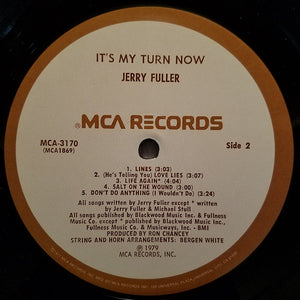 IT'S MY TURN NOW
JERRY FULLER
MCA RECORDS
MCA-3170
(MCA1869)
Side 2
1. LINES (3:03)
2. (He's Telling You) LOVE LIES (3:17)
3. LIFE AGAIN* (4:04)
4. SALT ON THE WOUND (2:00)
5. DON'T DO ANYTHING (I Wouldn't Do) (3:24)
All songs written by Jerry Fuller except * written by
Jerry Fuller & Michael Stull
All songs published by Blackwood Music Inc. & Fullness
Music Co. except * published by Blackwood Music Inc./
Fullness Music Co. & Musicways, Inc. - BMI
PRODUCED BY RON CHANCEY
STRING AND HORN ARRANGEMENTS: BERGEN WHITE
℗1979
MCA RECORDS, INC.